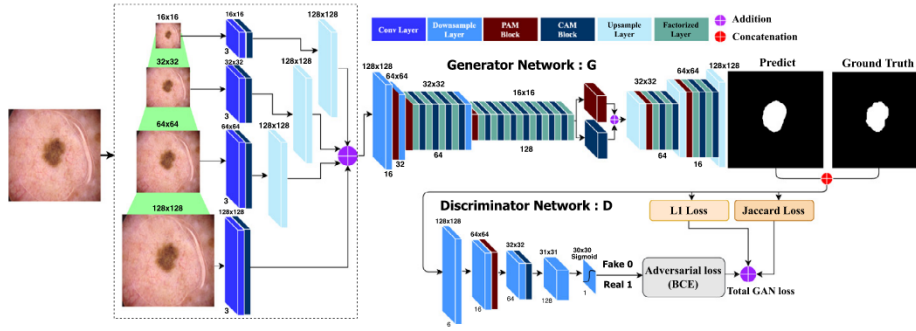 16x16
32x32
64x64
128x128
16x16
3
32x32
3
64x64
3
128x128
3
128x128
128x128
128x128
Conv Layer
Downsample Layer
PAM Block
CAM Block
Upsample Layer
Factorized Layer
Addition
Concatenation
Generator Network : G
128x128
16
64x64
32
32x32
64
16x16
128
32x32
64
64x64
16
128x128
Predict
Ground Truth
Discriminator Network : D
128x128
6
64x64
16
32x32
64
31x31
128
30x30
Sigmoid
1
Fake 0
Real 1
Adversarial loss
(BCE)
L1 Loss
Jaccard Loss
Total GAN loss